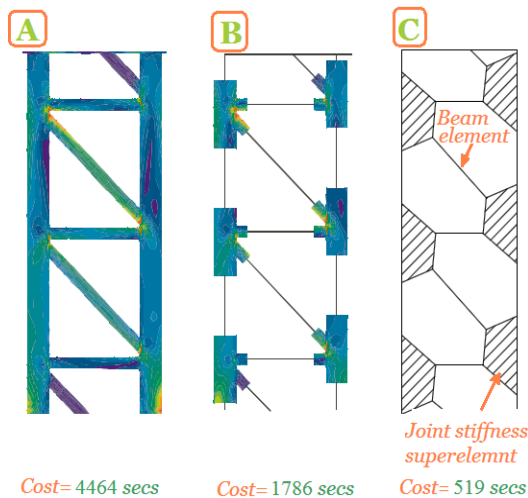 A
B
C
Beam
element
Joint stiffness
superelemnt
Cost= 4464 secs
Cost= 1786 secs
Cost= 519 secs